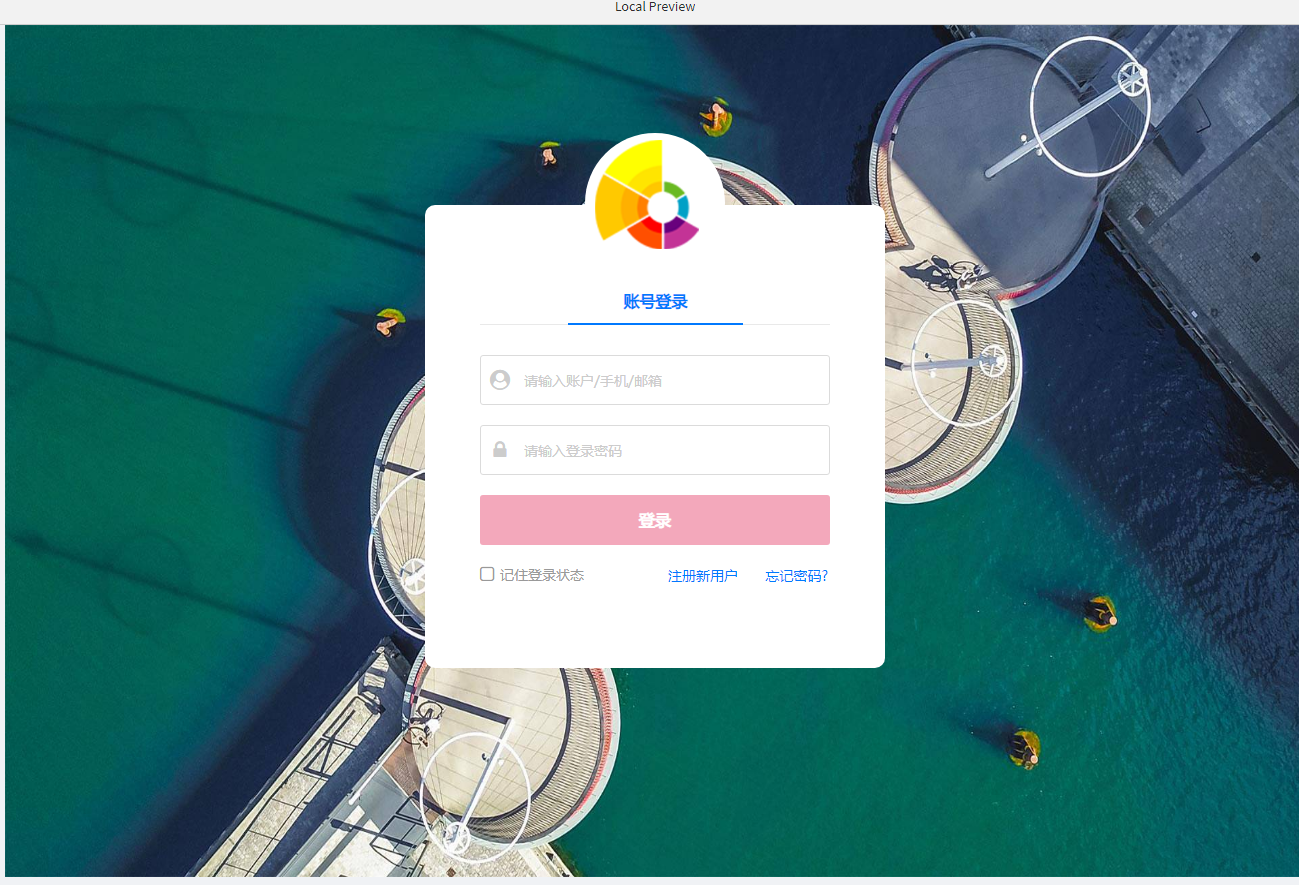 Local Preview
账号登录
请输入账户/手机/邮箱
请输入登录密码
登录
记住登录状态 注册新用户 忘记密码?